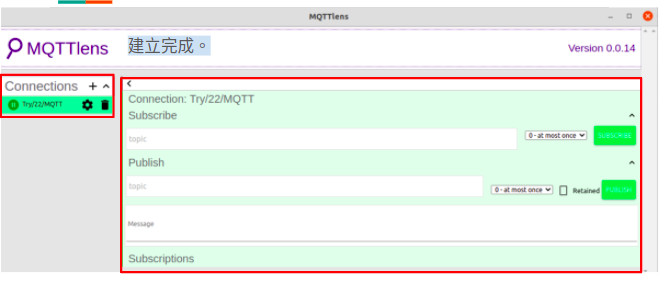 MQTTlens
MQTTlens
建立完成。
Version 0.0.14
Connections
Try/22/MQTT
Connection: Try/22/MQTT
Subscribe
topic
0 - at most once
SUBSCRIBE
Publish
topic
0 - at most once
Retained
PUBLISH
Message
Subscriptions